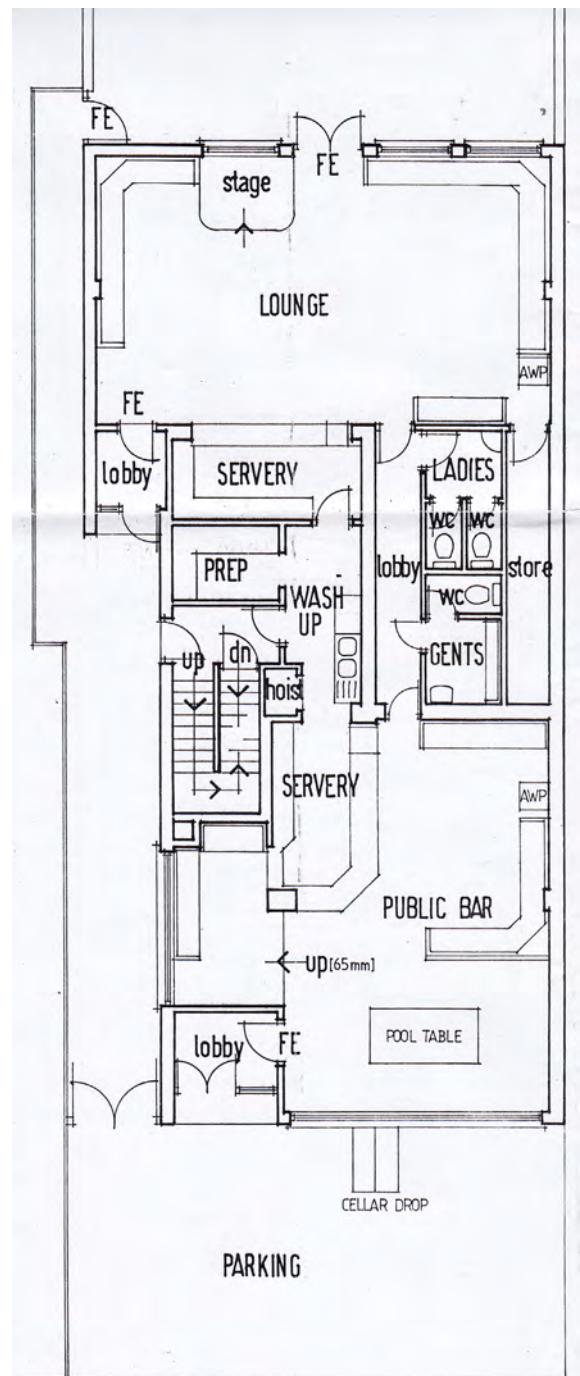 FE
FE
stage
LOUNGE
AWP
FE
lobby
SERVERY
LADIES
WC
WC
PREP
lobby
store
WASH
UP
WC
up
dn
GENTS
hoist
SERVERY
AWP
PUBLIC BAR
up [65mm]
lobby
FE
POOL TABLE
CELLAR DROP
PARKING